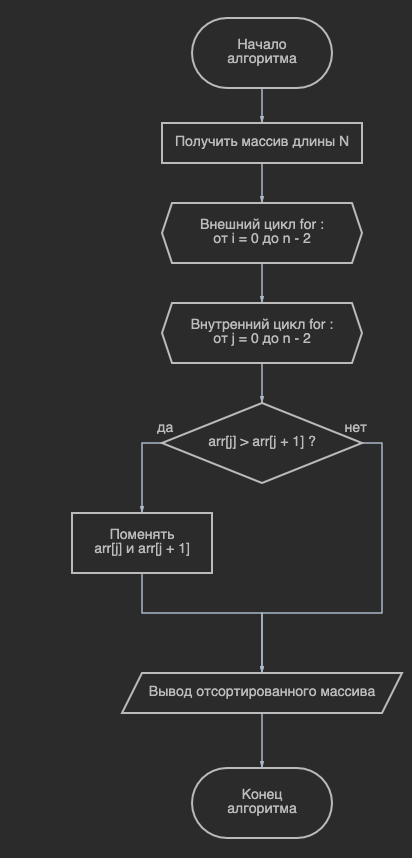 Начало
алгоритма
Получить массив длины N
Внешний цикл for :
от i = 0 до n - 2
Внутренний цикл for :
от j = 0 до n - 2
да
arr[j] > arr[j + 1] ?
нет
Поменять
arr[j] и arr[j + 1]
Вывод отсортированного массива
Конец
алгоритма